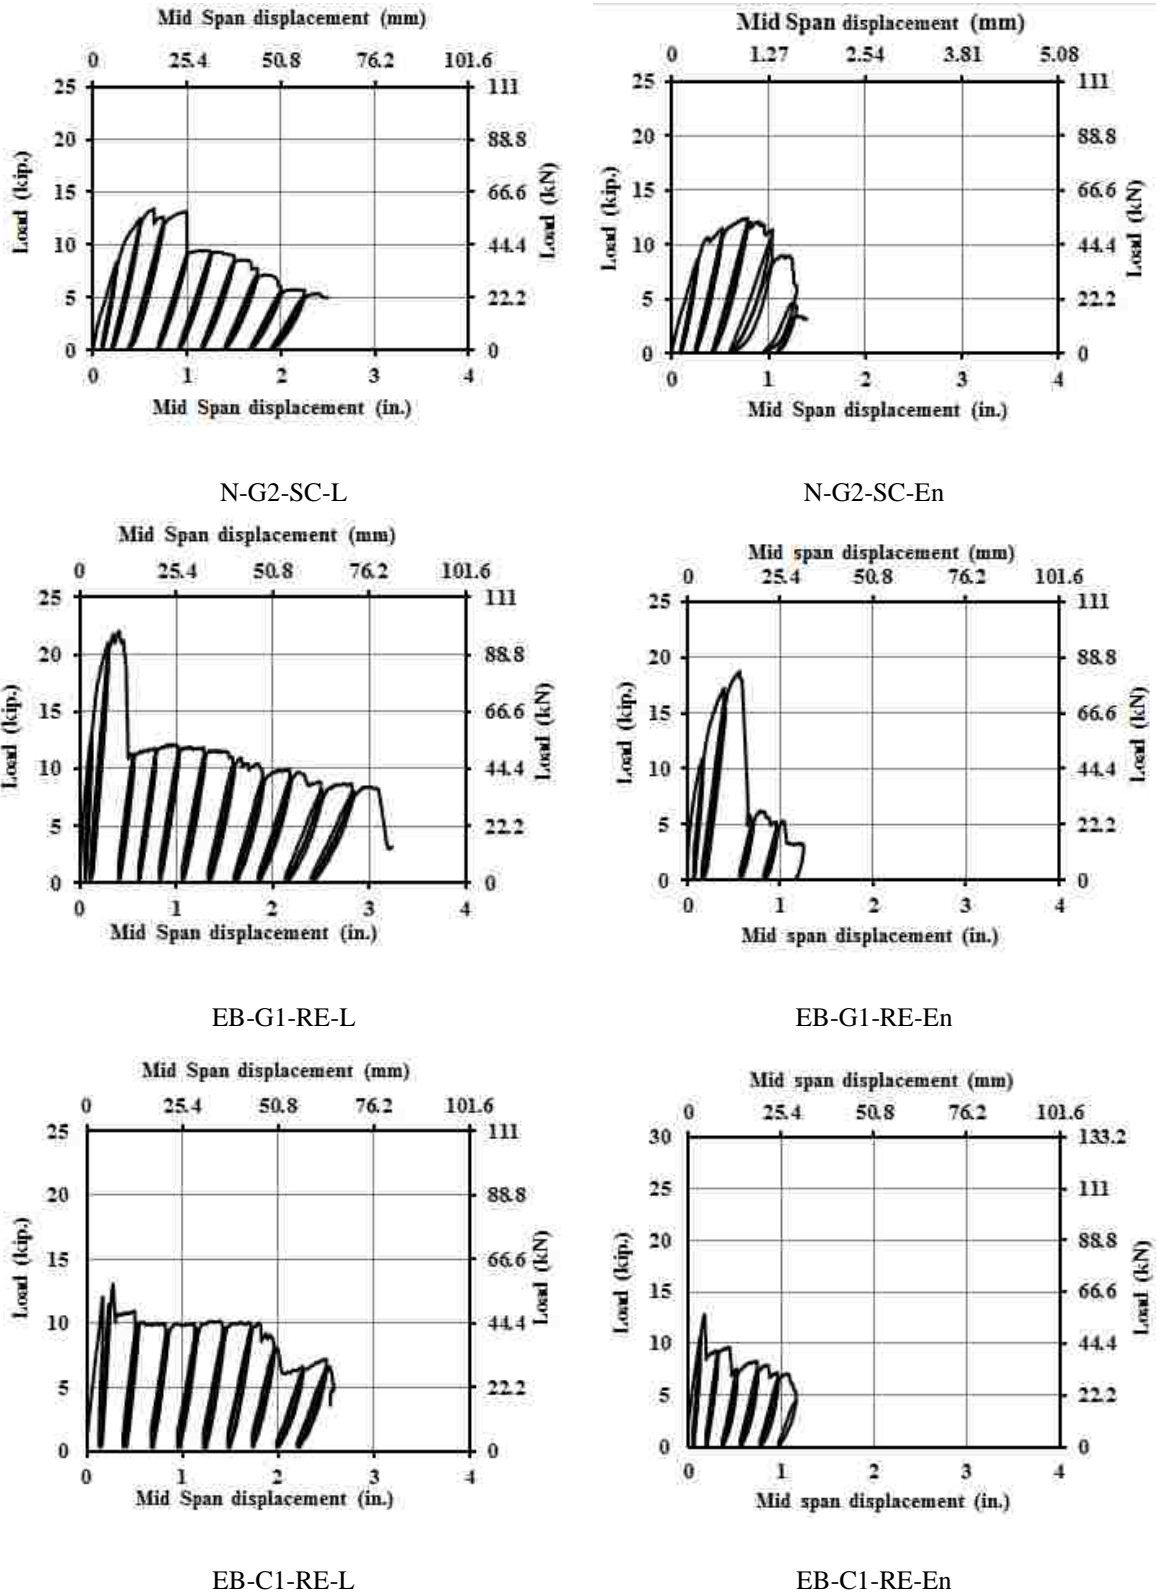 Mid Span displacement (mm)
0 25.4 50.8 76.2 101.6
25 111
20 88.8
15 66.6
10 44.4
5 22.2
0 0
Load (kip.)
Load (kN)
0 1 2 3 4
Mid Span displacement (in.)
N-G2-SC-L
Mid Span displacement (mm)
0 1.27 2.54 3.81 5.08
25 111
20 88.8
15 66.6
10 44.4
5 22.2
0 0
Load (kip.)
Load (kN)
0 1 2 3 4
Mid Span displacement (in.)
N-G2-SC-En
Mid Span displacement (mm)
0 25.4 50.8 76.2 101.6
25 111
20 88.8
15 66.6
10 44.4
5 22.2
0 0
Load (kip.)
Load (kN)
0 1 2 3 4
Mid Span displacement (in.)
EB-G1-RE-L
Mid span displacement (mm)
0 25.4 50.8 76.2 101.6
25 111
20 88.8
15 66.6
10 44.4
5 22.2
0 0
Load (kip.)
Load (kN)
0 1 2 3 4
Mid span displacement (in.)
EB-G1-RE-En
Mid Span displacement (mm)
0 25.4 50.8 76.2 101.6
25 111
20 88.8
15 66.6
10 44.4
5 22.2
0 0
Load (kip.)
Load (kN)
0 1 2 3 4
Mid Span displacement (in.)
EB-C1-RE-L
Mid span displacement (mm)
0 25.4 50.8 76.2 101.6
30 133.2
25 111
20 88.8
15 66.6
10 44.4
5 22.2
0 0
Load (kip.)
Load (kN)
0 1 2 3 4
Mid span displacement (in.)
EB-C1-RE-En